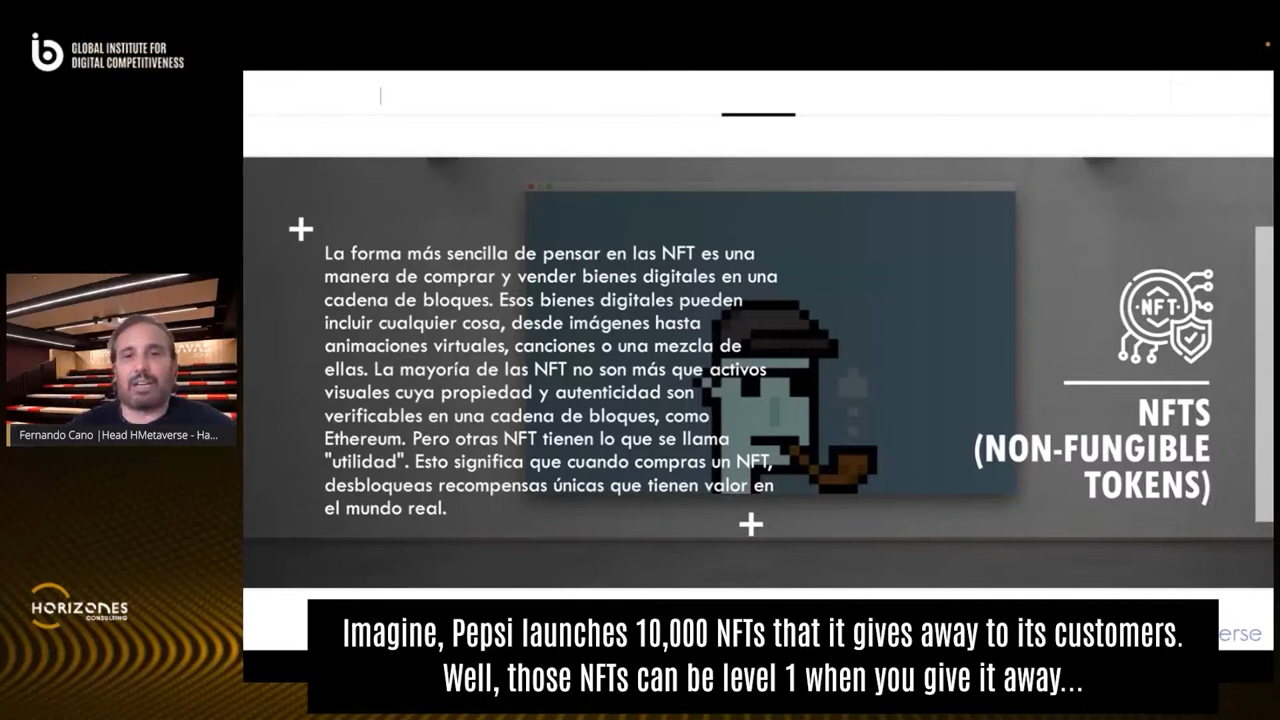 GLOBAL INSTITUTE FOR
DIGITAL COMPETITIVENESS
La forma más sencilla de pensar en las NFT es una
manera de comprar y vender bienes digitales en una
cadena de bloques. Esos bienes digitales pueden
incluir cualquier cosa, desde imágenes hasta
animaciones virtuales, canciones o una mezcla de
ellas. La mayoría de las NFT no son más que activos
visuales cuya propiedad y autenticidad son
verificables en una cadena de bloques, como
Ethereum. Pero otras NFT tienen lo que se llama
"utilidad". Esto significa que cuando compras un NFT,
desbloqueas recompensas únicas que tienen valor en
el mundo real.
NFT
NFTS
(NON-FUNGIBLE
TOKENS)
Fernando Cano |Head HMetaverse - Ha...
HORIZONES
CONSULTING
erse
Imagine, Pepsi launches 10,000 NFTs that it gives away to its customers.
Well, those NFTs can be level 1 when you give it away...